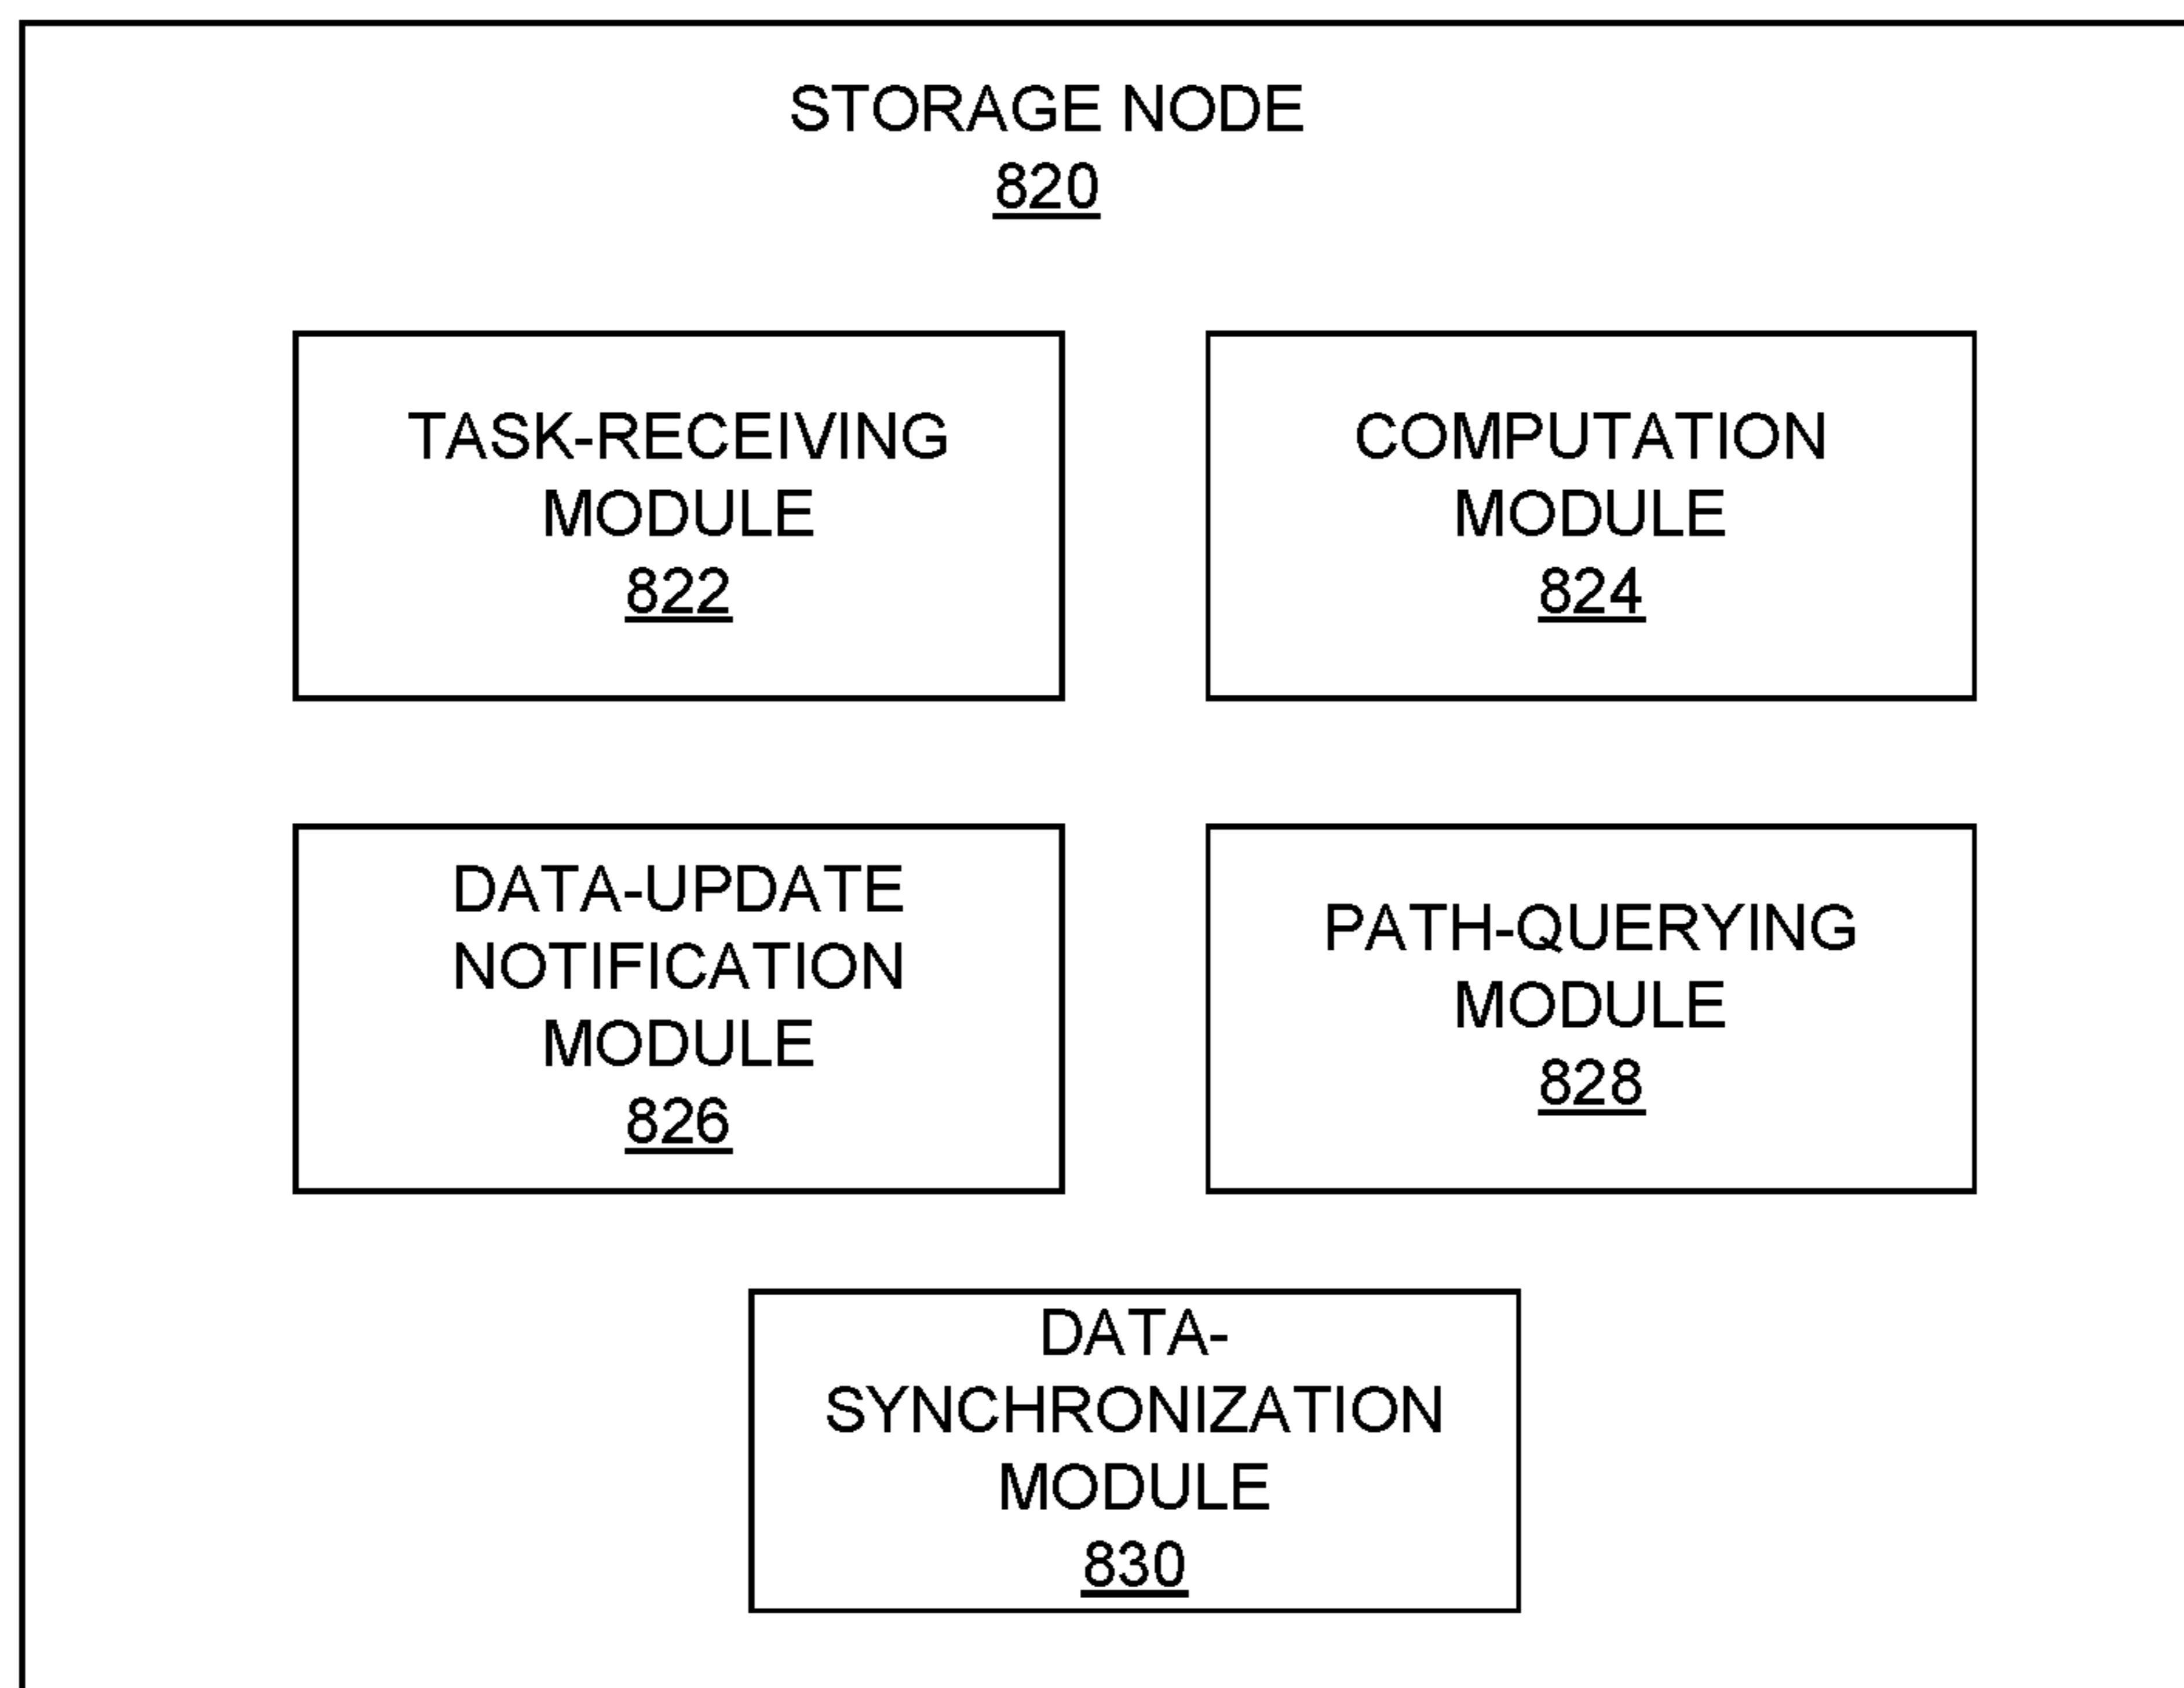 STORAGE NODE
820
TASK-RECEIVING
MODULE
822
COMPUTATION
MODULE
824
DATA-UPDATE
NOTIFICATION
MODULE
826
PATH-QUERYING
MODULE
828
DATA-
SYNCHRONIZATION
MODULE
830